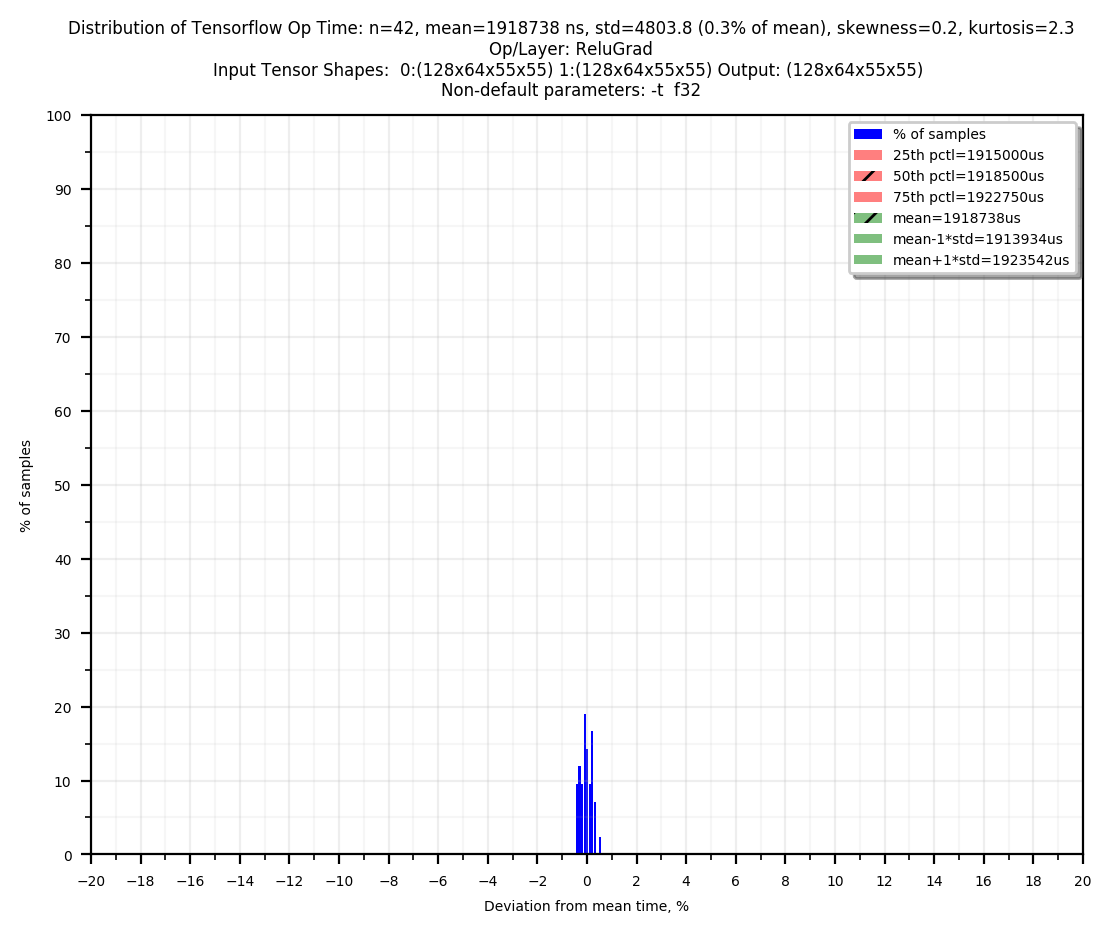 Distribution of Tensorflow Op Time: n=42, mean=1918738 ns, std=4803.8 (0.3% of mean), skewness=0.2, kurtosis=2.3
Op/Layer: ReluGrad
Input Tensor Shapes:  0:(128x64x55x55) 1:(128x64x55x55) Output: (128x64x55x55)
Non-default parameters: -t  f32
% of samples
25th pctl=1915000us
50th pctl=1918500us
75th pctl=1922750us
mean=1918738us
mean-1*std=1913934us
mean+1*std=1923542us
100
90
80
70
60
50
40
30
20
10
0
% of samples
−20 −18 −16 −14 −12 −10 −8 −6 −4 −2 0 2 4 6 8 10 12 14 16 18 20
Deviation from mean time, %